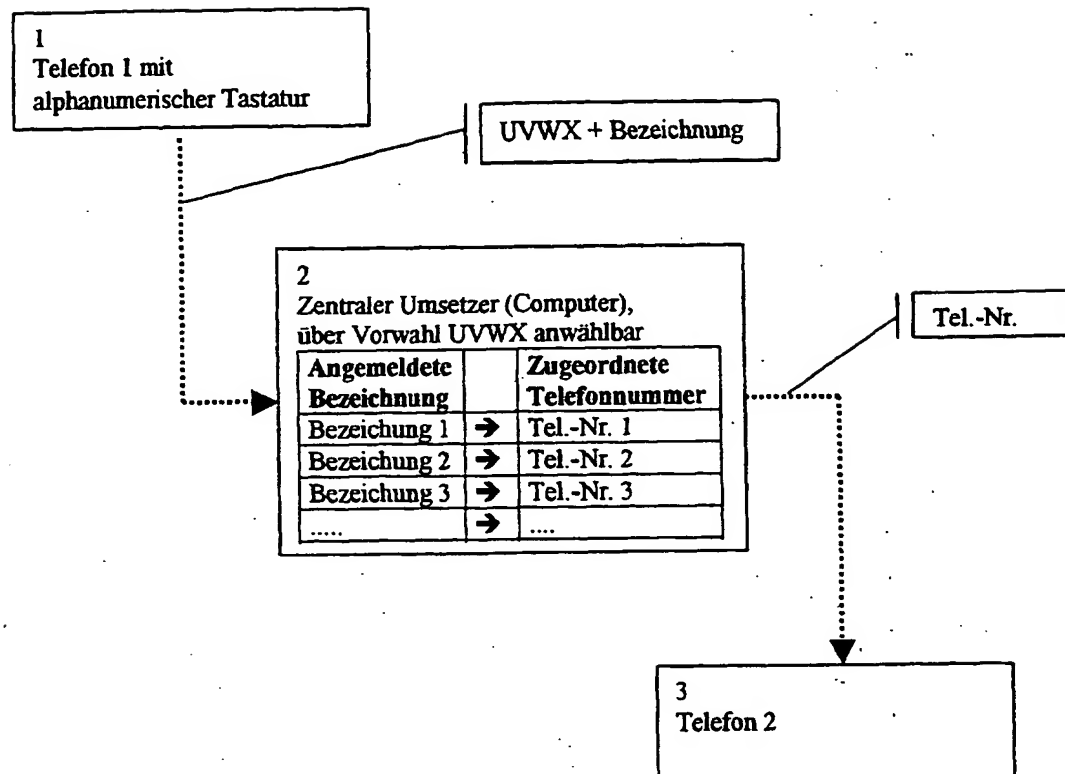 1
Telefon 1 mit
alphanumerischer Tastatur
UVWX + Bezeichnung
2
Zentraler Umsetzer (Computer),
über Vorwahl UVWX anwählbar
Angemeldete Bezeichnung Zugeordnete Telefonnummer
Bezeichung 1 → Tel.-Nr. 1
Bezeichung 2 → Tel.-Nr. 2
Bezeichung 3 → Tel.-Nr. 3
..... → ....
Tel.-Nr.
3
Telefon 2